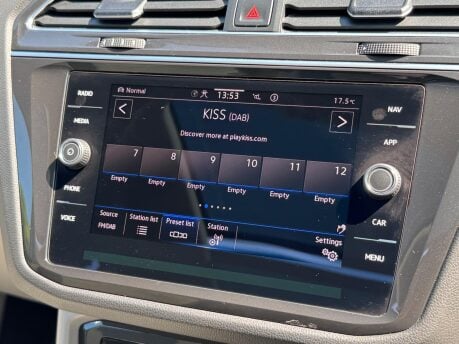 RADIO
MEDIA
PHONE
VOICE
Normal
13:53
17.5°C
KISS (DAB)
Discover more at playkiss.com
7 8 9 10 11 12
Empty Empty Empty Empty Empty Empty
Source Station list Preset list Station
FM/DAB
Settings
NAV
APP
CAR
MENU